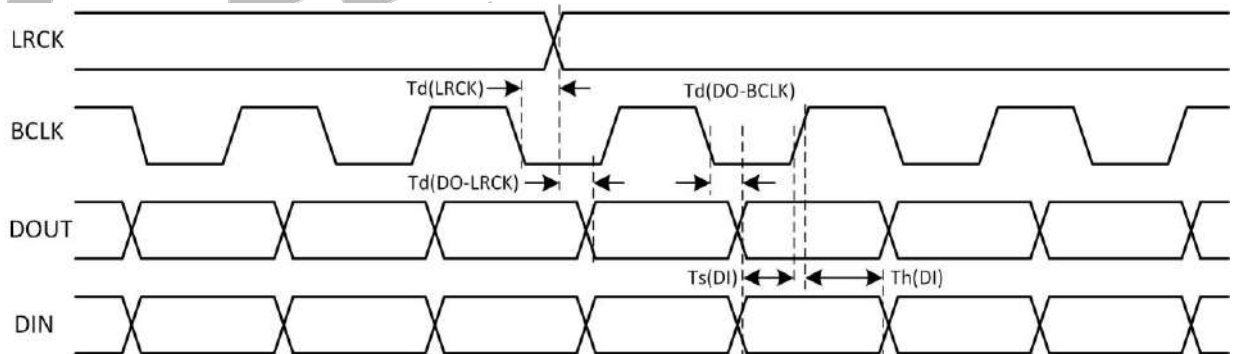 LRCK
Td(LRCK)
Td(DO-BCLK)
BCLK
Td(DO-LRCK)
DOUT
Ts(DI)
Th(DI)
DIN